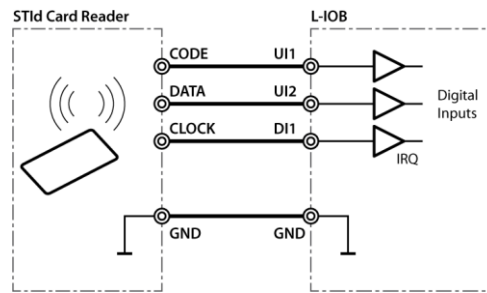 STId Card Reader
L-IOB
CODE
UI1
DATA
UI2
Digital
Inputs
CLOCK
DI1
IRQ
GND
GND